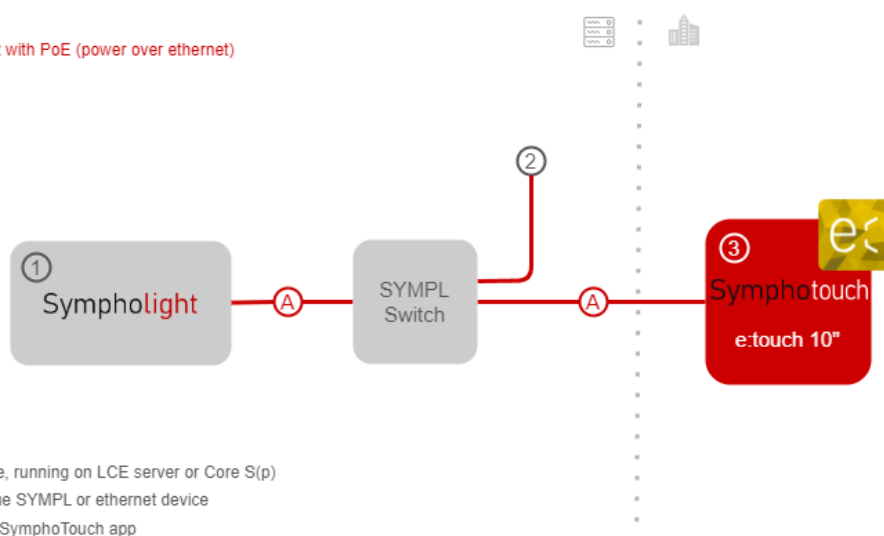 with PoE (power over ethernet)
2
1
Sympholight
A
SYMPL
Switch
A
3
e:
Symphotouch
e:touch 10"
running on LCE server or Core S(p)
SYMPL or ethernet device
SymphoTouch app